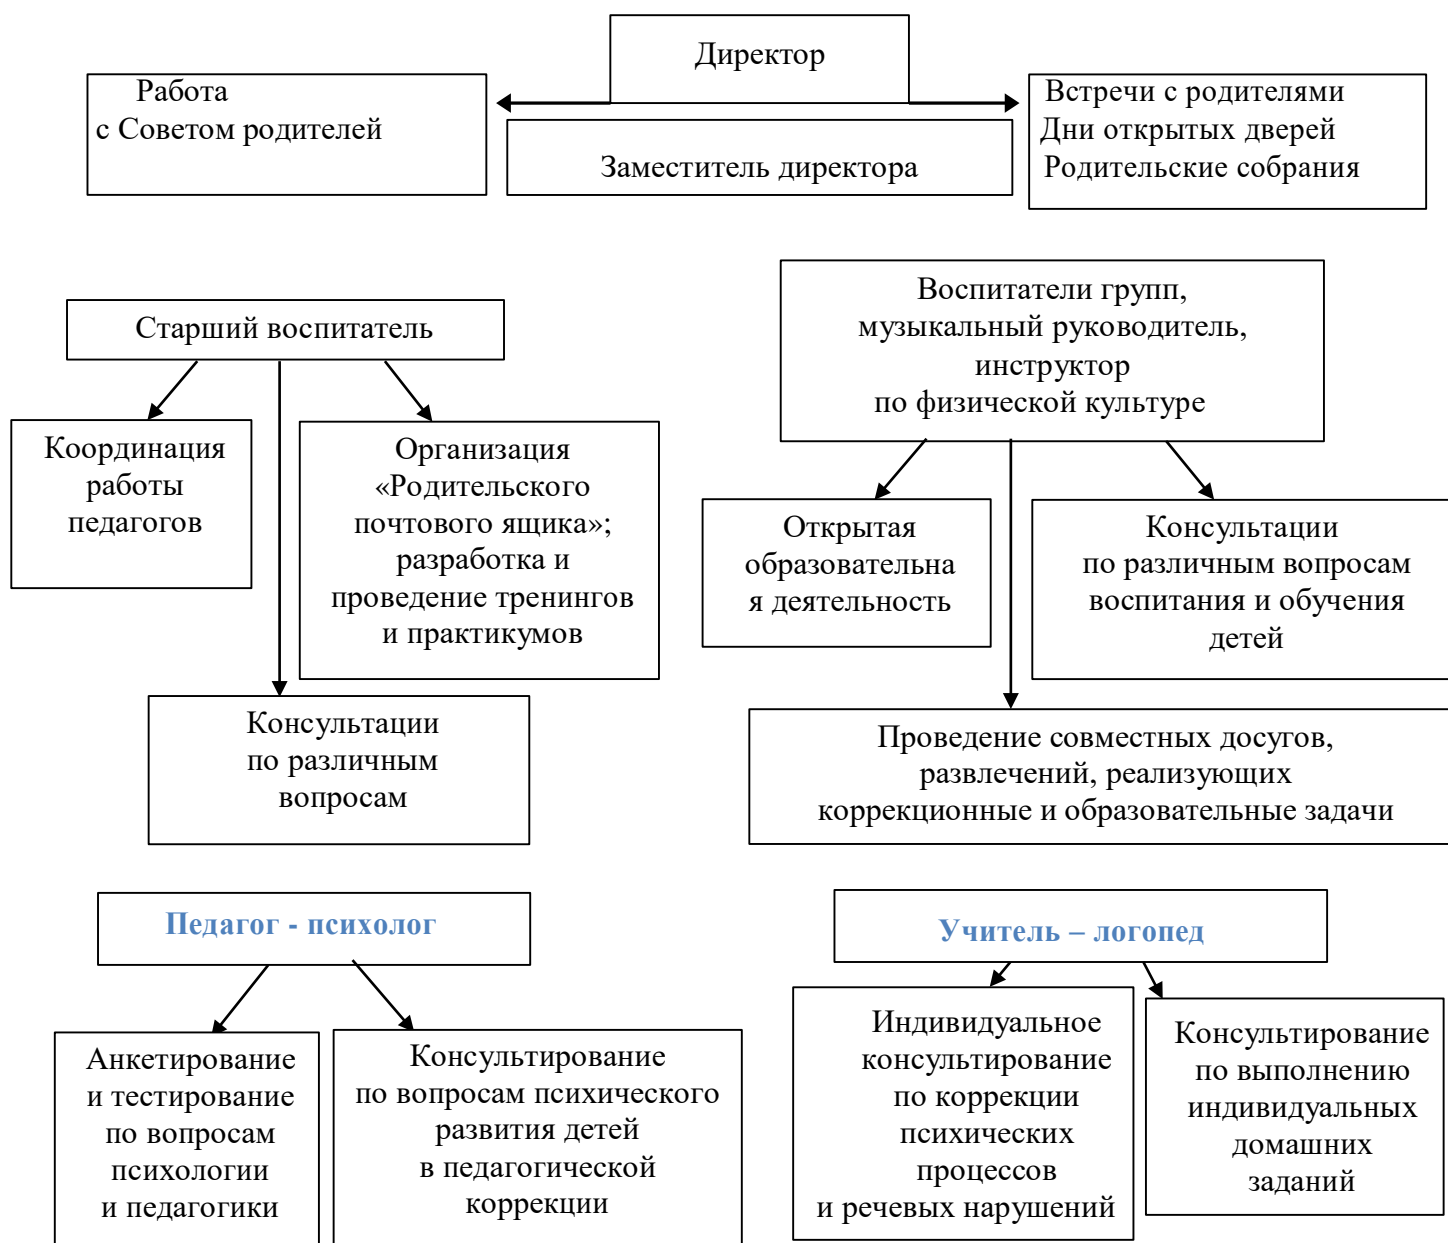 Директор
Работа
с Советом родителей
Встречи с родителями
Дни открытых дверей
Родительские собрания
Заместитель директора
Старший воспитатель
Воспитатели групп,
музыкальный руководитель,
инструктор
по физической культуре
Координация
работы
педагогов
Организация
«Родительского
почтового ящика»;
разработка и
проведение тренингов
и практикумов
Открытая
образовательна
я деятельность
Консультации
по различным вопросам
воспитания и обучения
детей
Консультации
по различным
вопросам
Проведение совместных досугов,
развлечений, реализующих
коррекционные и образовательные задачи
Педагог - психолог
Учитель – логопед
Анкетирование
и тестирование
по вопросам
психологии
и педагогики
Консультирование
по вопросам психического
развития детей
в педагогической
коррекции
Индивидуальное
консультирование
по коррекции
психических
процессов
и речевых нарушений
Консультирование
по выполнению
индивидуальных
домашних
заданий